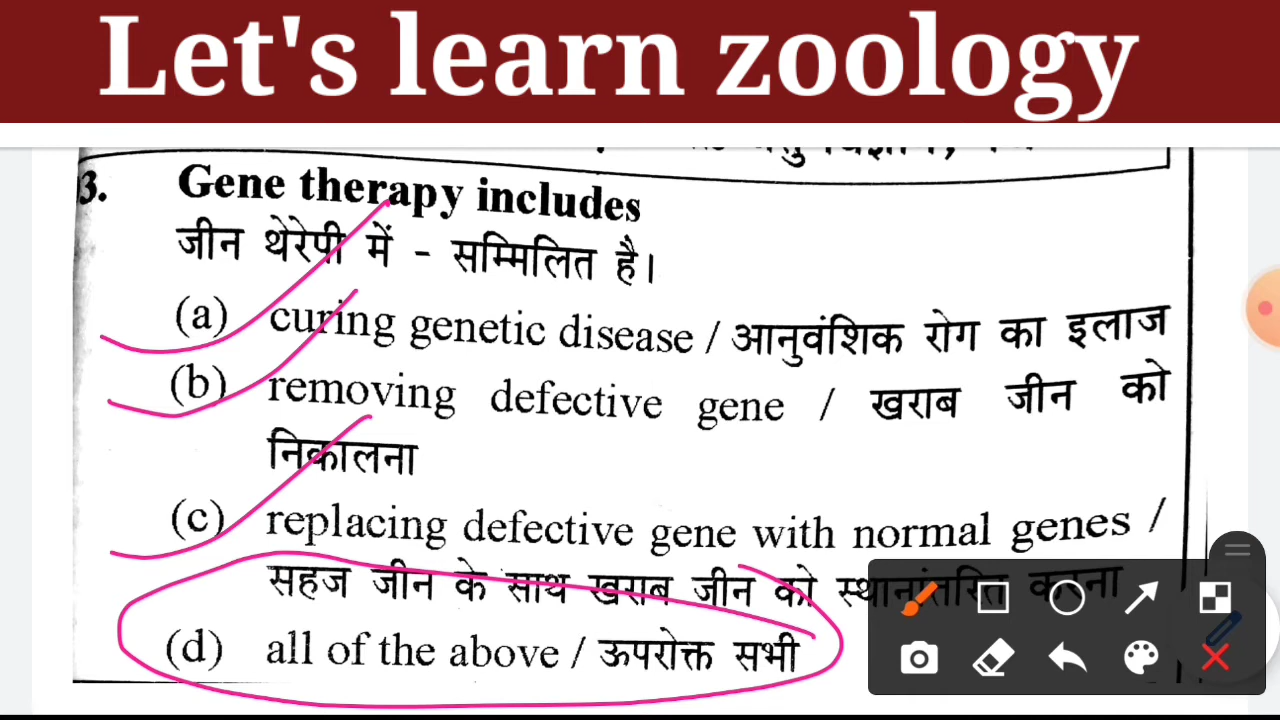 Let's learn zoology
3. Gene therapy includes
जीन थेरेपी में - सम्मिलित है।
(a) curing genetic disease / आनुवंशिक रोग का इलाज
(b) removing defective gene / खराब जीन को
निकालना
(c) replacing defective gene with normal genes /
सहज जीन के साथ खराब जीन को स्थानांतरित करना
(d) all of the above / ऊपरोक्त सभी